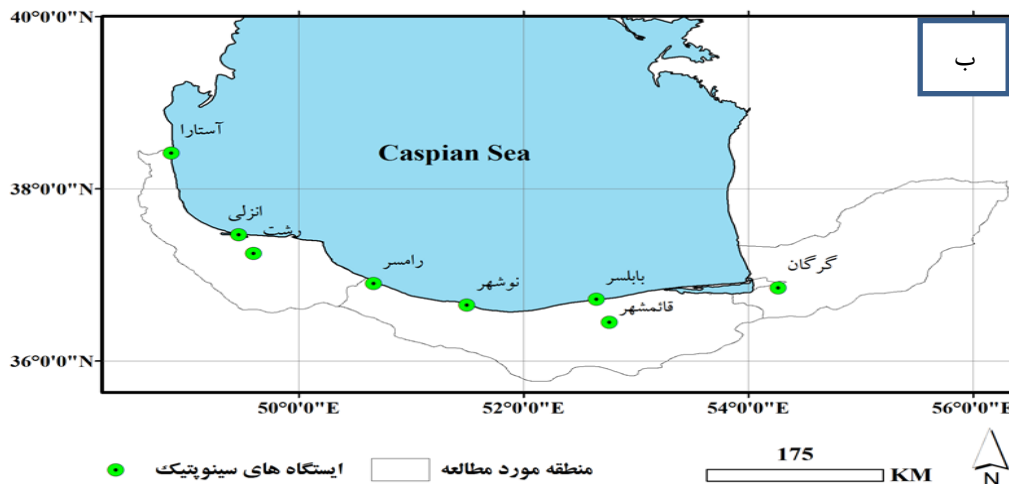 40°0'0"N
ب
آستارا
Caspian Sea
38°0'0"N
انزلی
رشت
رامسر
نوشهر
بابلسر
گرگان
قائمشهر
36°0'0"N
50°0'0"E
52°0'0"E
54°0'0"E
56°0'0"E
ایستگاه های سینوپتیک
منطقه مورد مطالعه
175
KM
N